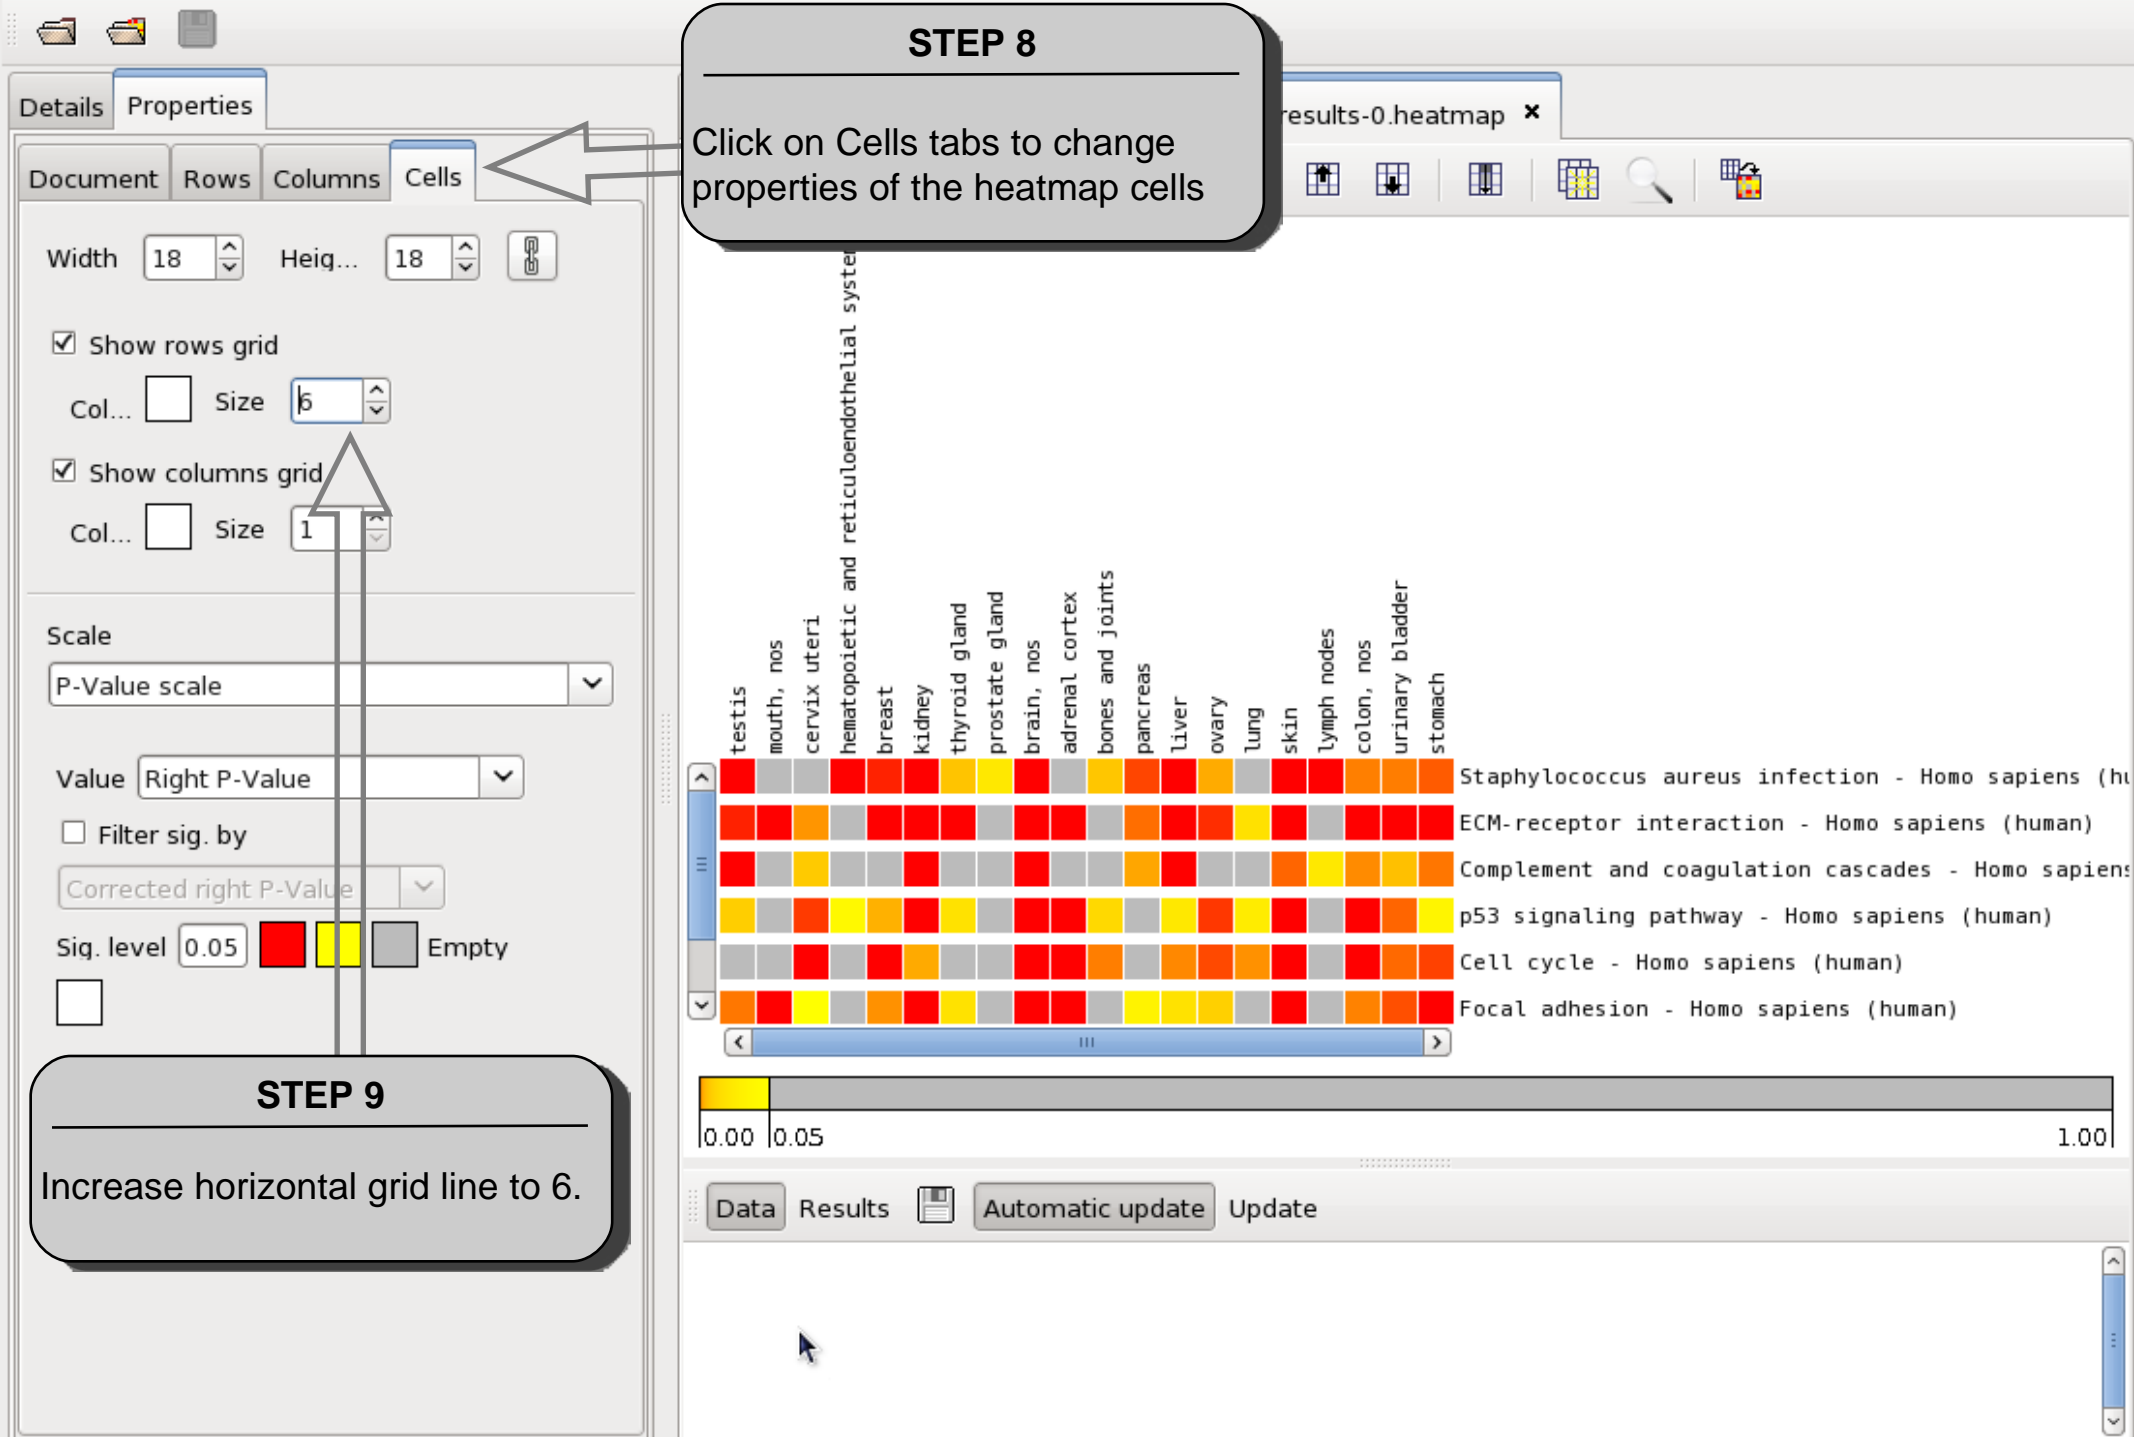 STEP 8
Click on Cells tabs to change
properties of the heatmap cells
Details
Properties
results-0.heatmap
Document
Rows
Columns
Cells
Width 18 Heig... 18
Show rows grid
Col... Size 6
Show columns grid
Col... Size 1
Scale
P-Value scale
Value Right P-Value
Filter sig. by
Corrected right P-Value
Sig. level 0.05 Empty
STEP 9
Increase horizontal grid line to 6.
testis
mouth, nos
cervix uteri
hematopoietic and reticuloendothelial system
breast
kidney
thyroid gland
prostate gland
brain, nos
adrenal cortex
bones and joints
pancreas
liver
ovary
lung
skin
lymph nodes
colon, nos
urinary bladder
stomach
Staphylococcus aureus infection - Homo sapiens (hu
ECM-receptor interaction - Homo sapiens (human)
Complement and coagulation cascades - Homo sapiens
p53 signaling pathway - Homo sapiens (human)
Cell cycle - Homo sapiens (human)
Focal adhesion - Homo sapiens (human)
0.00 0.05 1.00
Data Results Automatic update Update